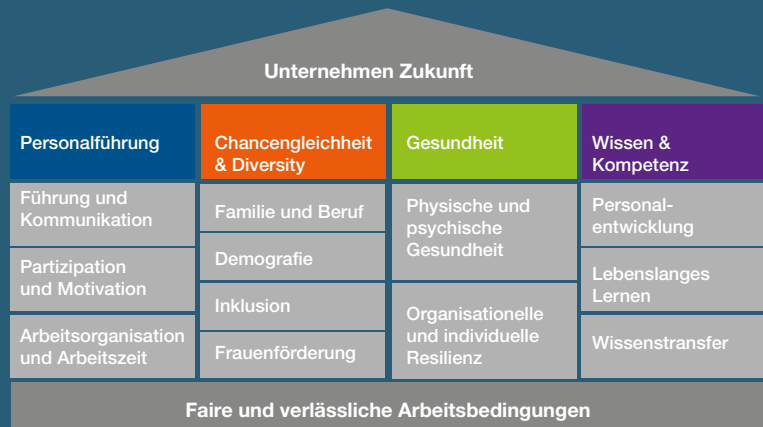 Unternehmen Zukunft
Personalführung
Führung und
Kommunikation
Partizipation
und Motivation
Arbeitsorganisation
und Arbeitszeit
Chancengleichheit
& Diversity
Familie und Beruf
Demografie
Inklusion
Frauenförderung
Gesundheit
Physische und
psychische
Gesundheit
Organisationelle
und individuelle
Resilienz
Wissen &
Kompetenz
Personal-
entwicklung
Lebenslanges
Lernen
Wissenstransfer
Faire und verlässliche Arbeitsbedingungen